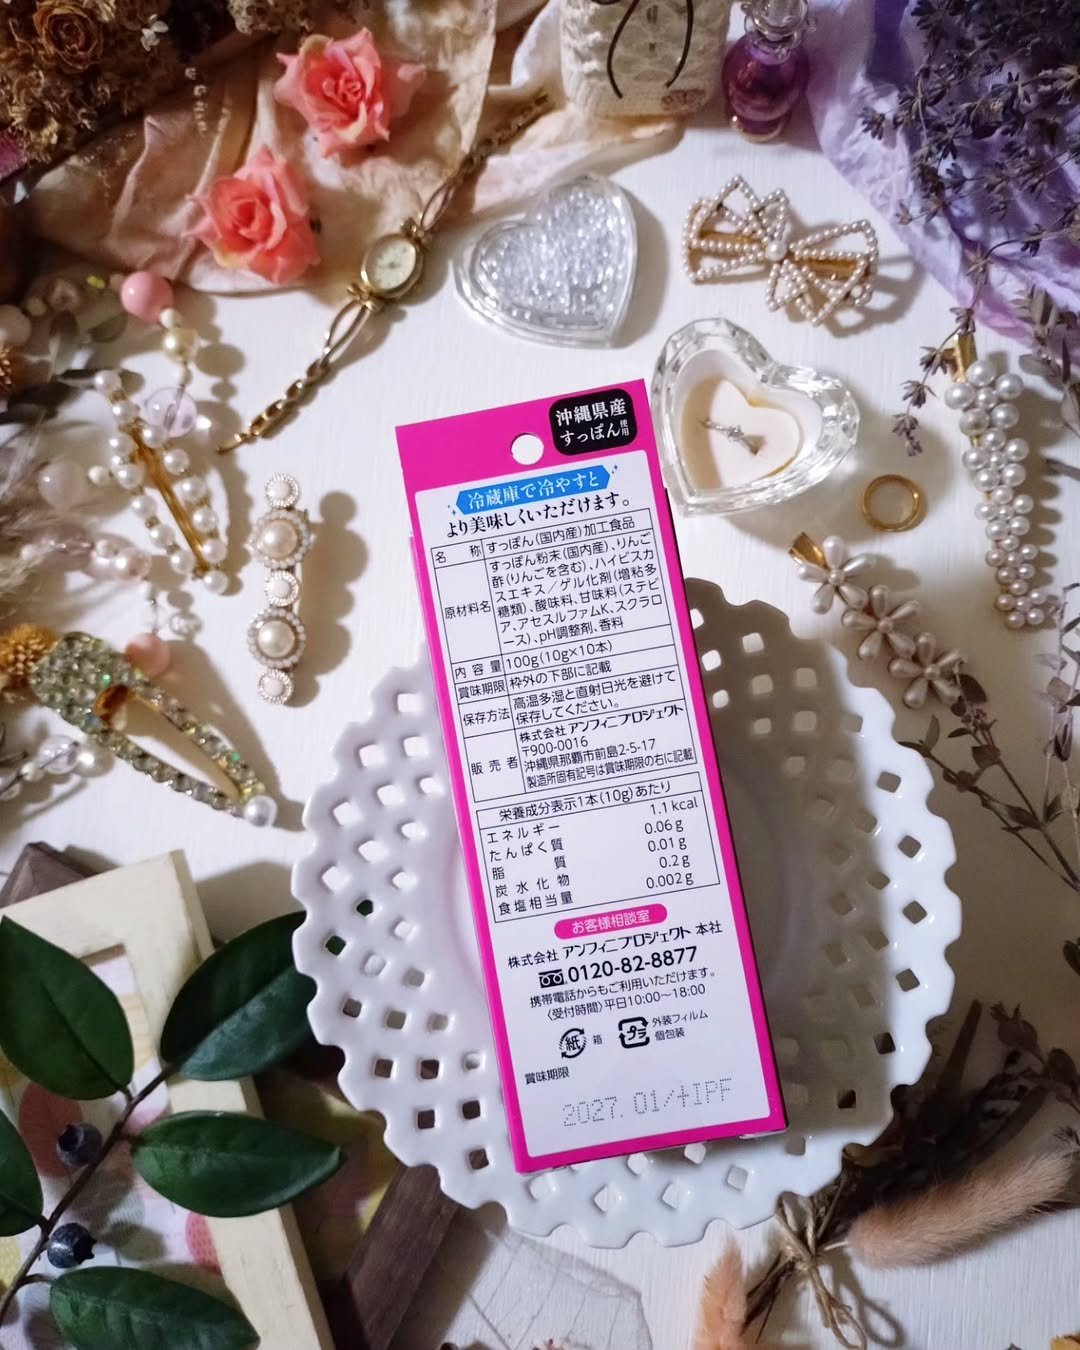 沖縄県産
すっぽん使用
冷蔵庫で冷やすと
より美味しくいただけます。
名称 すっぽん(国内産)加工食品
原材料名 すっぽん粉末(国内産)、りんご
酢(りんごを含む)、ハイビスカ
スエキス/ゲル化剤(増粘多
糖類)、酸味料、甘味料(ステビ
ア、アセスルファムK、スクラロ
ース)、pH調整剤、香料
内容量 100g(10g×10本)
賞味期限 枠外の下部に記載
保存方法 高温多湿と直射日光を避けて
保存してください。
販売者 株式会社 アンフィニプロジェクト
〒900-0016
沖縄県那覇市前島2-5-17
製造所固有記号は賞味期限の右に記載
栄養成分表示1本(10g)あたり
エネルギー 1.1kcal
たんぱく質 0.06g
脂質 0.01g
炭水化物 0.2g
食塩相当量 0.002g
お客様相談室
株式会社 アンフィニプロジェクト 本社
0120-82-8877
携帯電話からもご利用いただけます。
〈受付時間〉平日10:00〜18:00
紙 箱 プラ 外装フィルム
個包装
賞味期限
2027. 01/+IPF